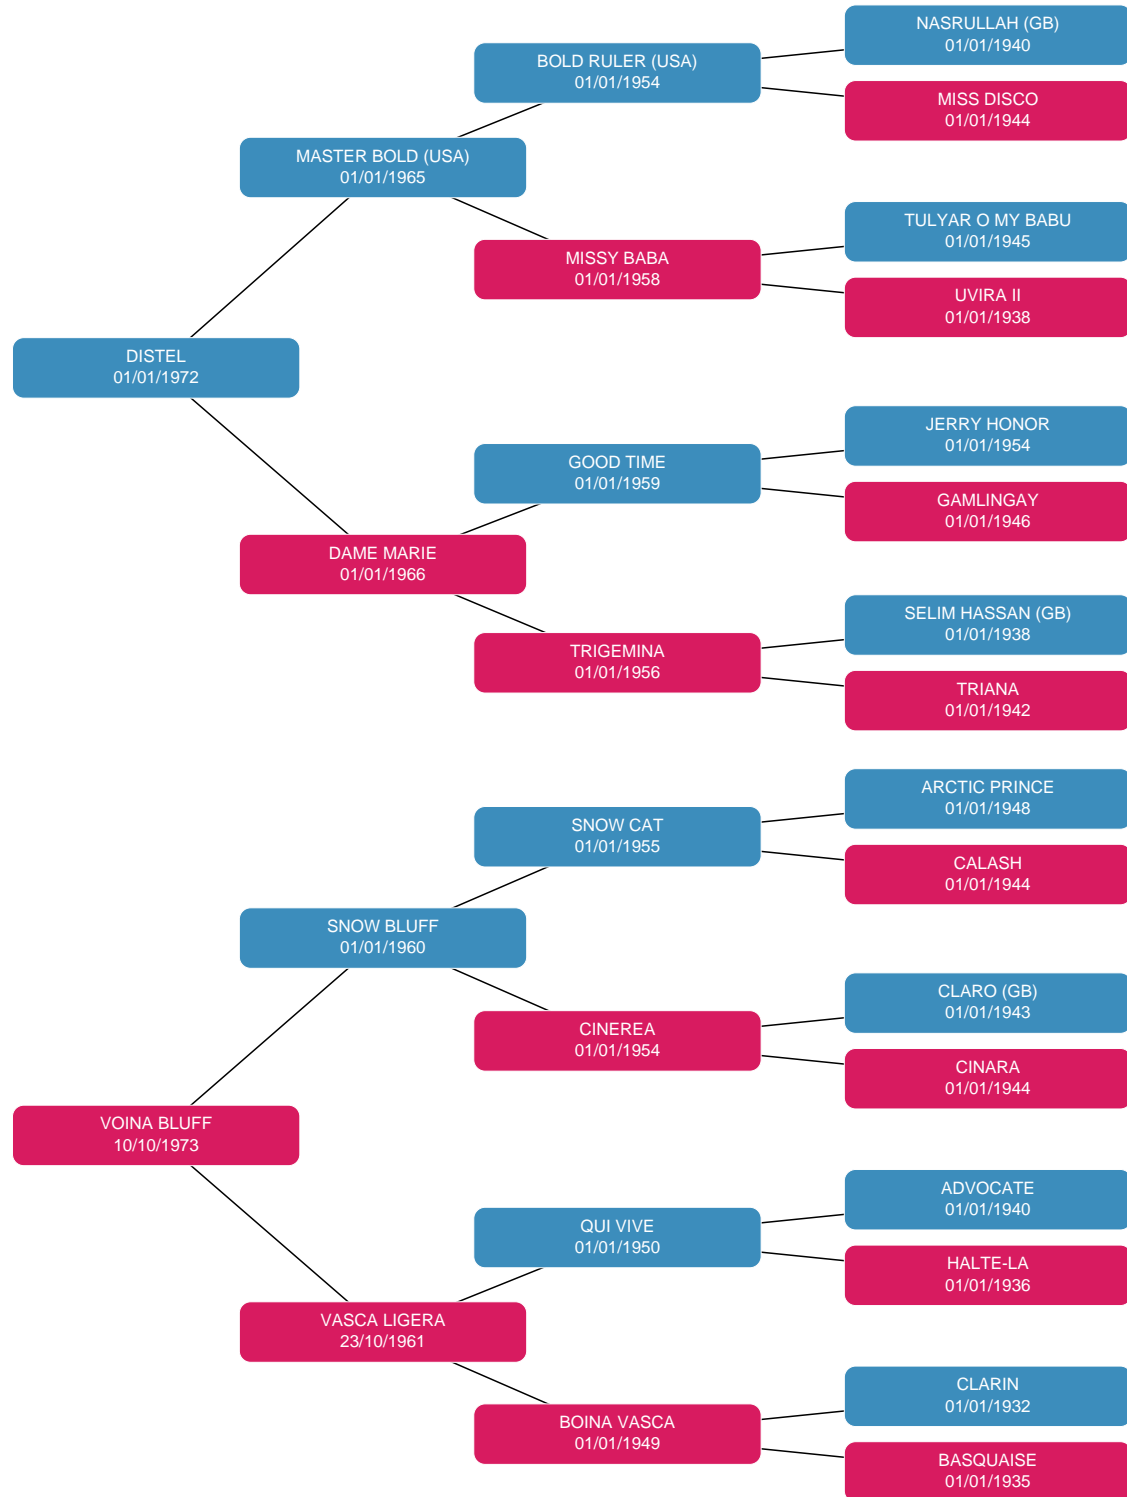 NASRULLAH (GB)
01/01/1940
BOLD RULER (USA)
01/01/1954
MISS DISCO
01/01/1944
MASTER BOLD (USA)
01/01/1965
TULYAR O MY BABU
01/01/1945
MISSY BABA
01/01/1958
UVIRA II
01/01/1938
DISTEL
01/01/1972
JERRY HONOR
01/01/1954
GOOD TIME
01/01/1959
GAMLINGAY
01/01/1946
DAME MARIE
01/01/1966
SELIM HASSAN (GB)
01/01/1938
TRIGEMINA
01/01/1956
TRIANA
01/01/1942
ARCTIC PRINCE
01/01/1948
SNOW CAT
01/01/1955
CALASH
01/01/1944
SNOW BLUFF
01/01/1960
CLARO (GB)
01/01/1943
CINEREA
01/01/1954
CINARA
01/01/1944
VOINA BLUFF
10/10/1973
ADVOCATE
01/01/1940
QUI VIVE
01/01/1950
HALTE-LA
01/01/1936
VASCA LIGERA
23/10/1961
CLARIN
01/01/1932
BOINA VASCA
01/01/1949
BASQUAISE
01/01/1935